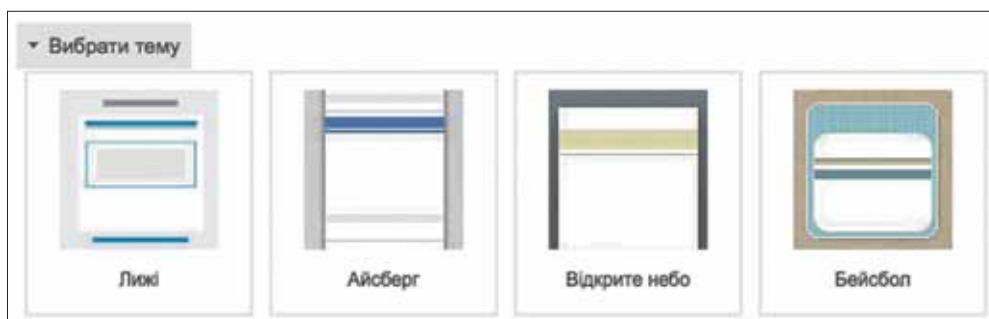 Вибрати тему
Лижі
Айсберг
Відкрите небо
Бейсбол